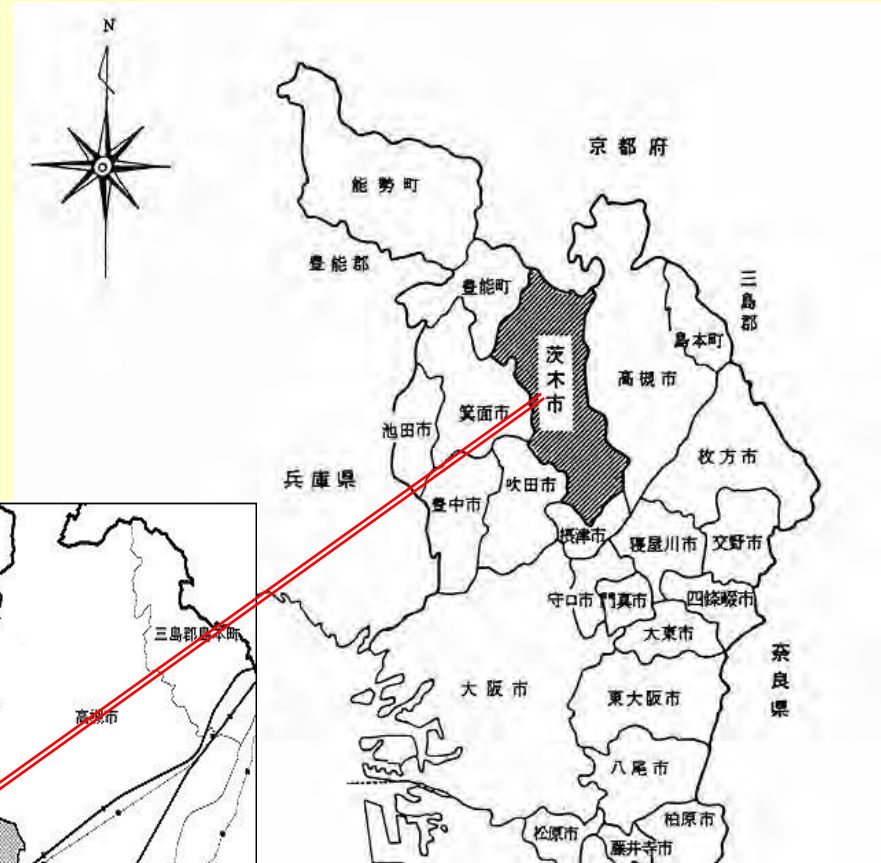 N
京都府
能勢町
豊能郡
豊能町
三島郡
島本町
茨木市
高槻市
箕面市
池田市
枚方市
兵庫県
吹田市
豊中市
摂津市
寝屋川市
交野市
守口市
門真市
四條畷市
大東市
三島郡島本町
奈良県
大阪市
東大阪市
高槻市
八尾市
柏原市
松原市
藤井寺市